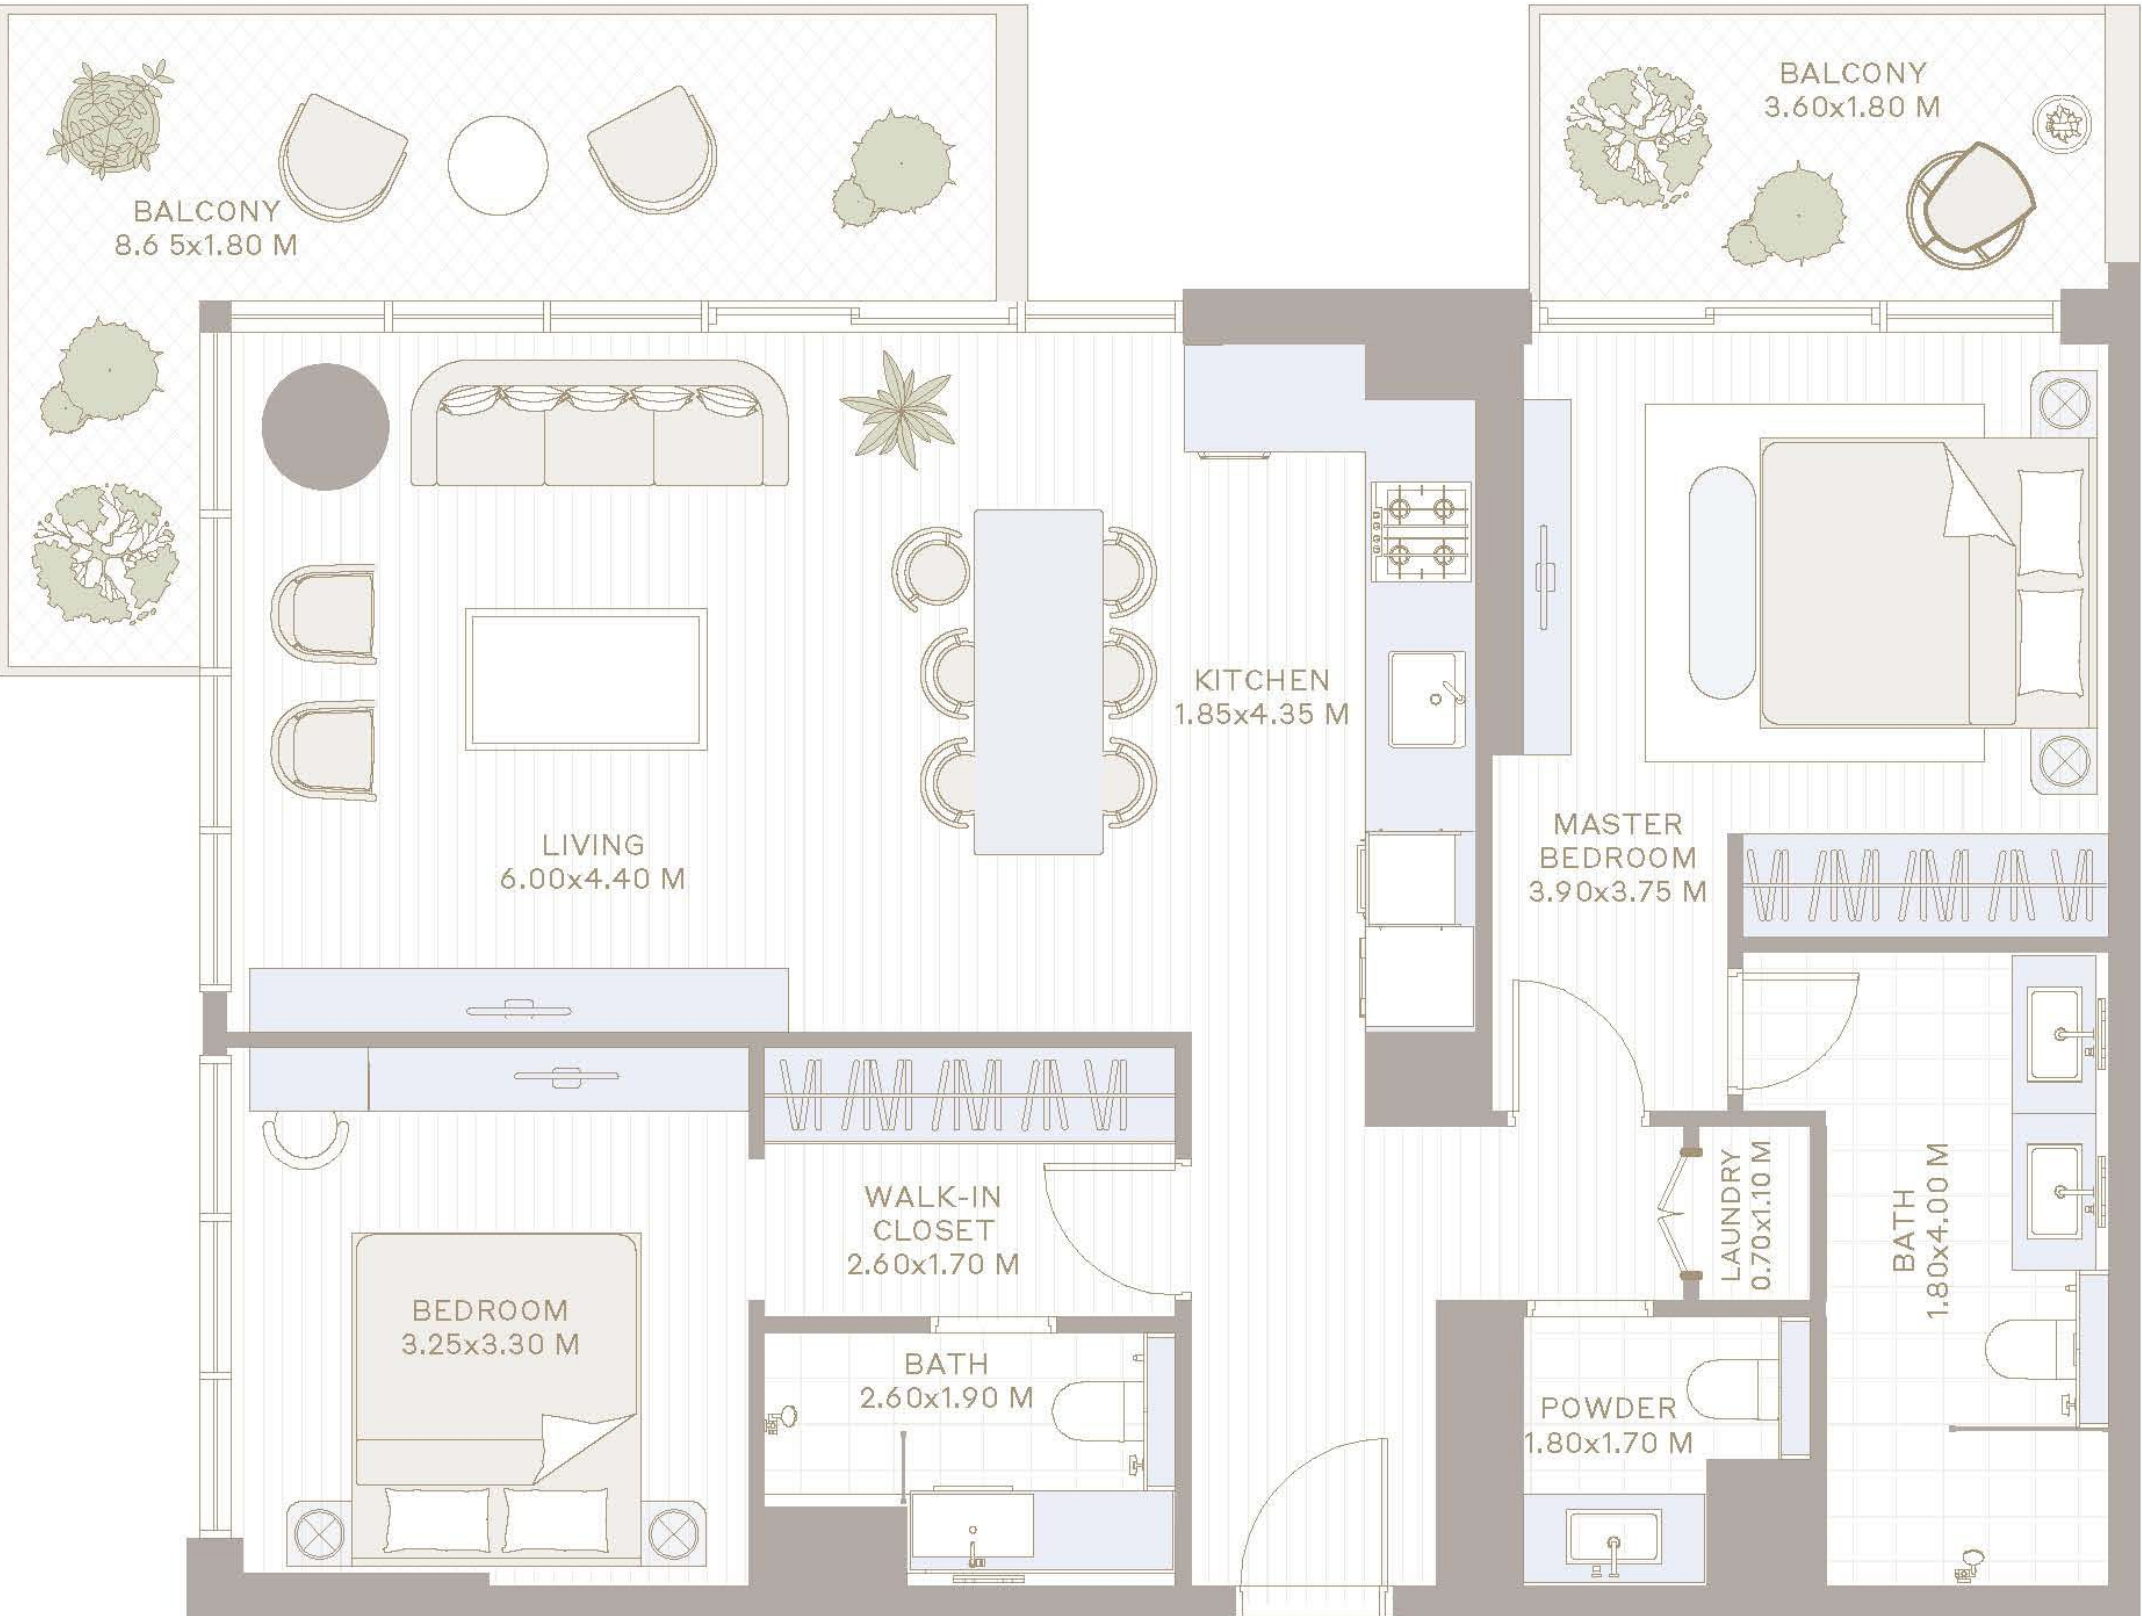 BALCONY
3.60x1.80 M
BALCONY
8.6 5x1.80 M
KITCHEN
1.85x4.35 M
LIVING
6.00x4.40 M
MASTER
BEDROOM
3.90x3.75 M
WALK-IN
CLOSET
2.60x1.70 M
LAUNDRY
0.70x1.10 M
BATH
1.80x4.00 M
BEDROOM
3.25x3.30 M
BATH
2.60x1.90 M
POWDER
1.80x1.70 M